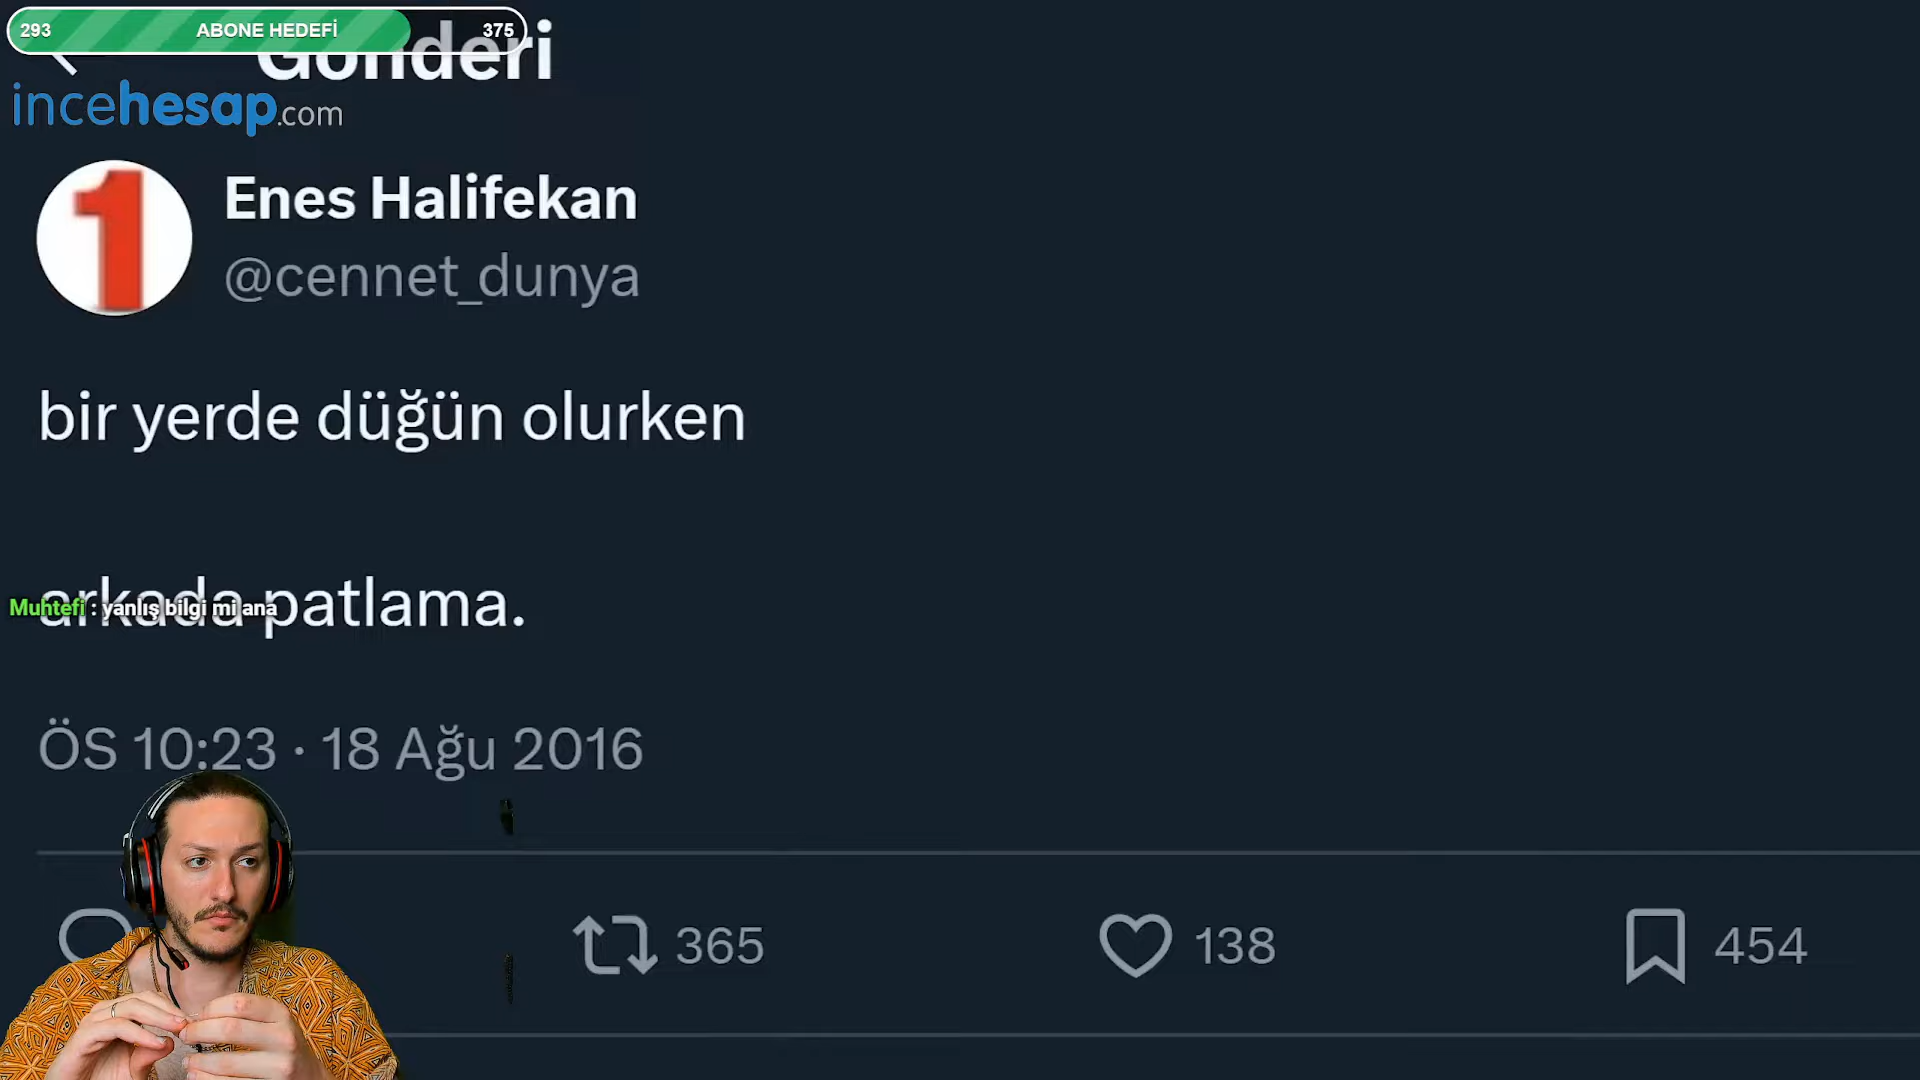 293 ABONE HEDEFİ 375
Gönderi
incehesap.com
1
Enes Halifekan
@cennet_dunya
bir yerde düğün olurken
arkada patlama.
Muhtefi : yanlış bilgi mi ana
ÖS 10:23 · 18 Ağu 2016
365 138 454